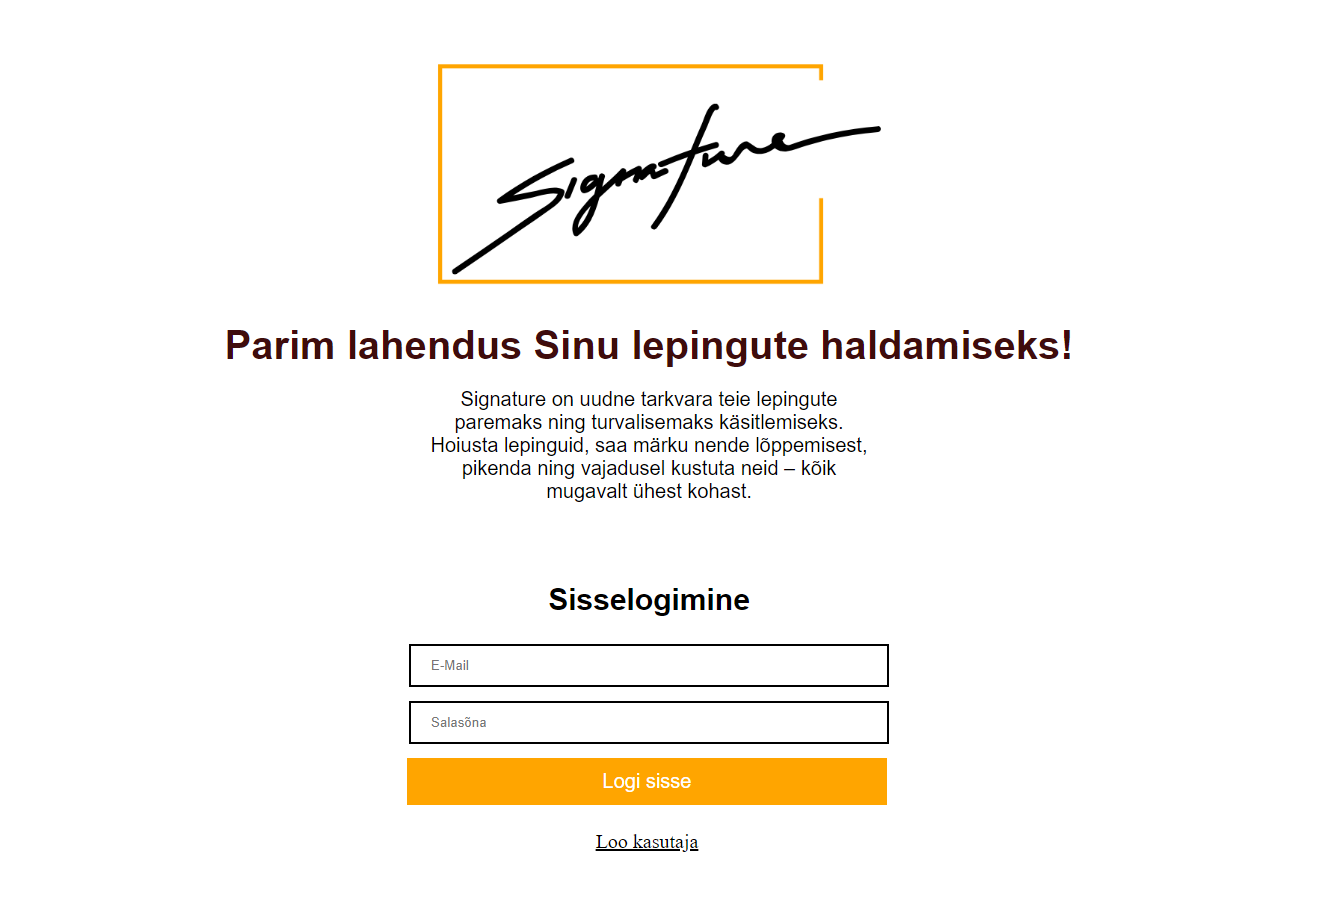 Signature
Parim lahendus Sinu lepingute haldamiseks!
Signature on uudne tarkvara teie lepingute
paremaks ning turvalisemaks käsitlemiseks.
Hoiusta lepinguid, saa märku nende lõppemisest,
pikenda ning vajadusel kustuta neid – kõik
mugavalt ühest kohast.
Sisselogimine
E-Mail
Salasõna
Logi sisse
Loo kasutaja